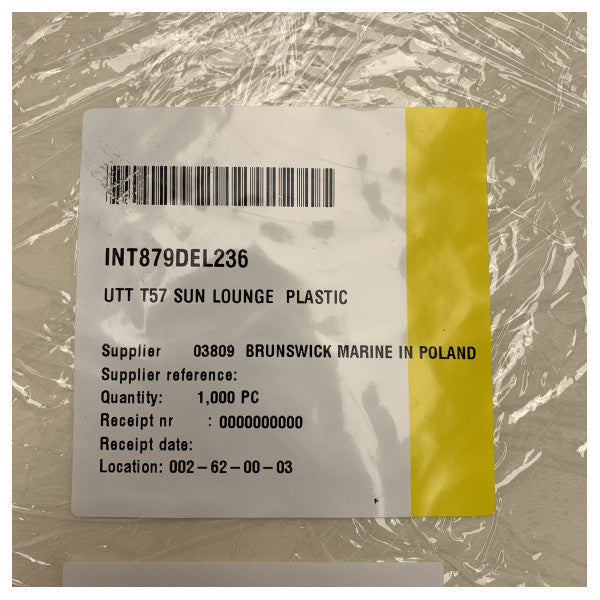 INT879DEL236
UTT T57 SUN LOUNGE PLASTIC
Supplier 03809 BRUNSWICK MARINE IN POLAND
Supplier reference:
Quantity: 1,000 PC
Receipt nr : 0000000000
Receipt date:
Location: 002-62-00-03